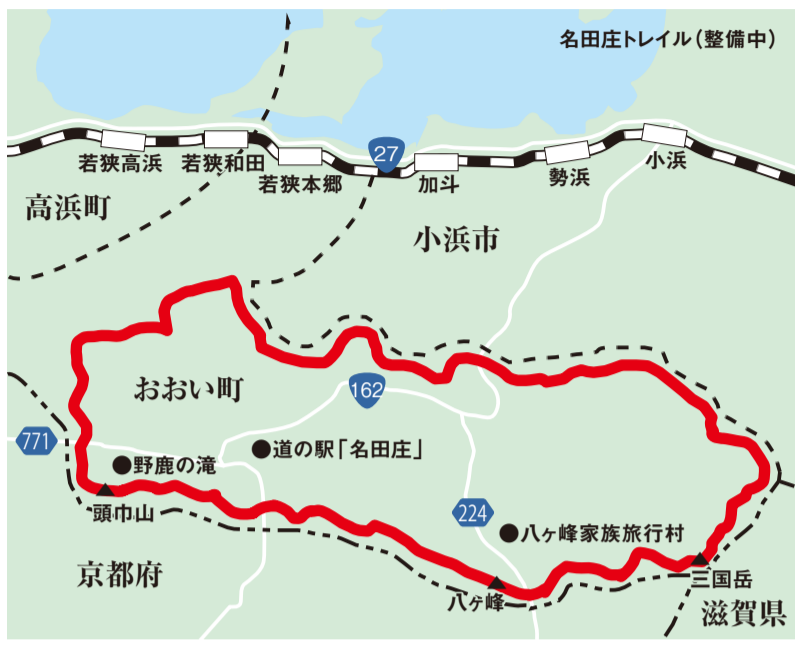 名田庄トレイル(整備中)
27
若狭高浜
若狭和田
若狭本郷
加斗
勢浜
小浜
高浜町
小浜市
おおい町
162
771
野鹿の滝
道の駅「名田庄」
頭巾山
224
八ヶ峰家族旅行村
京都府
八ヶ峰
三国岳
滋賀県